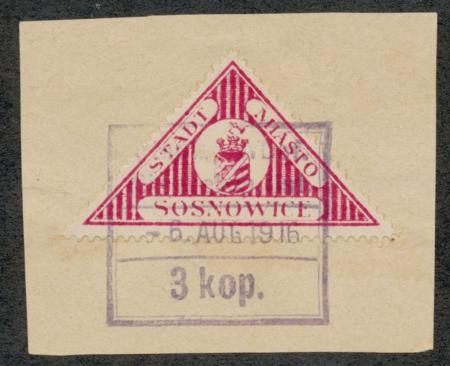 STADT MIASTO
SOSNOWICE
-6. AUG. 1916
3 kop.